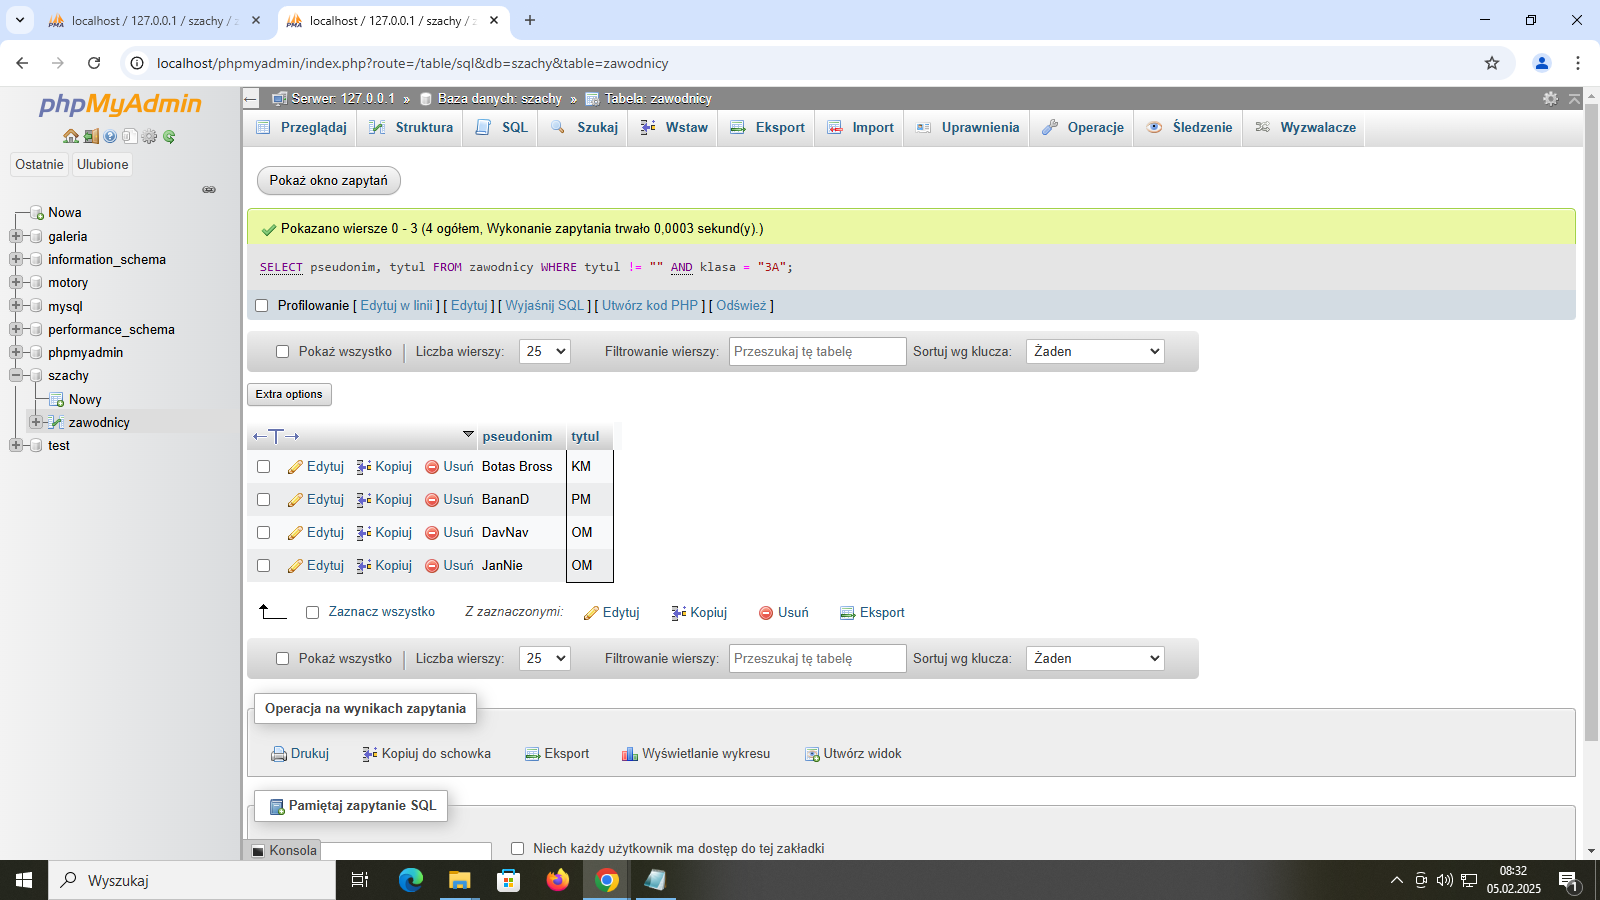 localhost / 127.0.0.1 / szachy / z
localhost / 127.0.0.1 / szachy / z
localhost/phpmyadmin/index.php?route=/table/sql&db=szachy&table=zawodnicy
phpMyAdmin
Ostatnie
Ulubione
Nowa
galeria
information_schema
motory
mysql
performance_schema
phpmyadmin
szachy
Nowy
zawodnicy
test
Serwer: 127.0.0.1 » Baza danych: szachy » Tabela: zawodnicy
Przeglądaj Struktura SQL Szukaj Wstaw Eksport Import Uprawnienia Operacje Śledzenie Wyzwalacze
Pokaż okno zapytań
Pokazano wiersze 0 - 3 (4 ogółem, Wykonanie zapytania trwało 0,0003 sekund(y).)
SELECT pseudonim, tytul FROM zawodnicy WHERE tytul != "" AND klasa = "3A";
Profilowanie [ Edytuj w linii ] [ Edytuj ] [ Wyjaśnij SQL ] [ Utwórz kod PHP ] [ Odśwież ]
Pokaż wszystko Liczba wierszy: 25 Filtrowanie wierszy: Przeszukaj tę tabelę Sortuj wg klucza: Żaden
Extra options
←T→ pseudonim tytul
Edytuj Kopiuj Usuń Botas Bross KM
Edytuj Kopiuj Usuń BananD PM
Edytuj Kopiuj Usuń DavNav OM
Edytuj Kopiuj Usuń JanNie OM
Zaznacz wszystko Z zaznaczonymi: Edytuj Kopiuj Usuń Eksport
Pokaż wszystko Liczba wierszy: 25 Filtrowanie wierszy: Przeszukaj tę tabelę Sortuj wg klucza: Żaden
Operacja na wynikach zapytania
Drukuj Kopiuj do schowka Eksport Wyświetlanie wykresu Utwórz widok
Pamiętaj zapytanie SQL
Konsola
Niech każdy użytkownik ma dostęp do tej zakładki
Wyszukaj
08:32
05.02.2025
1